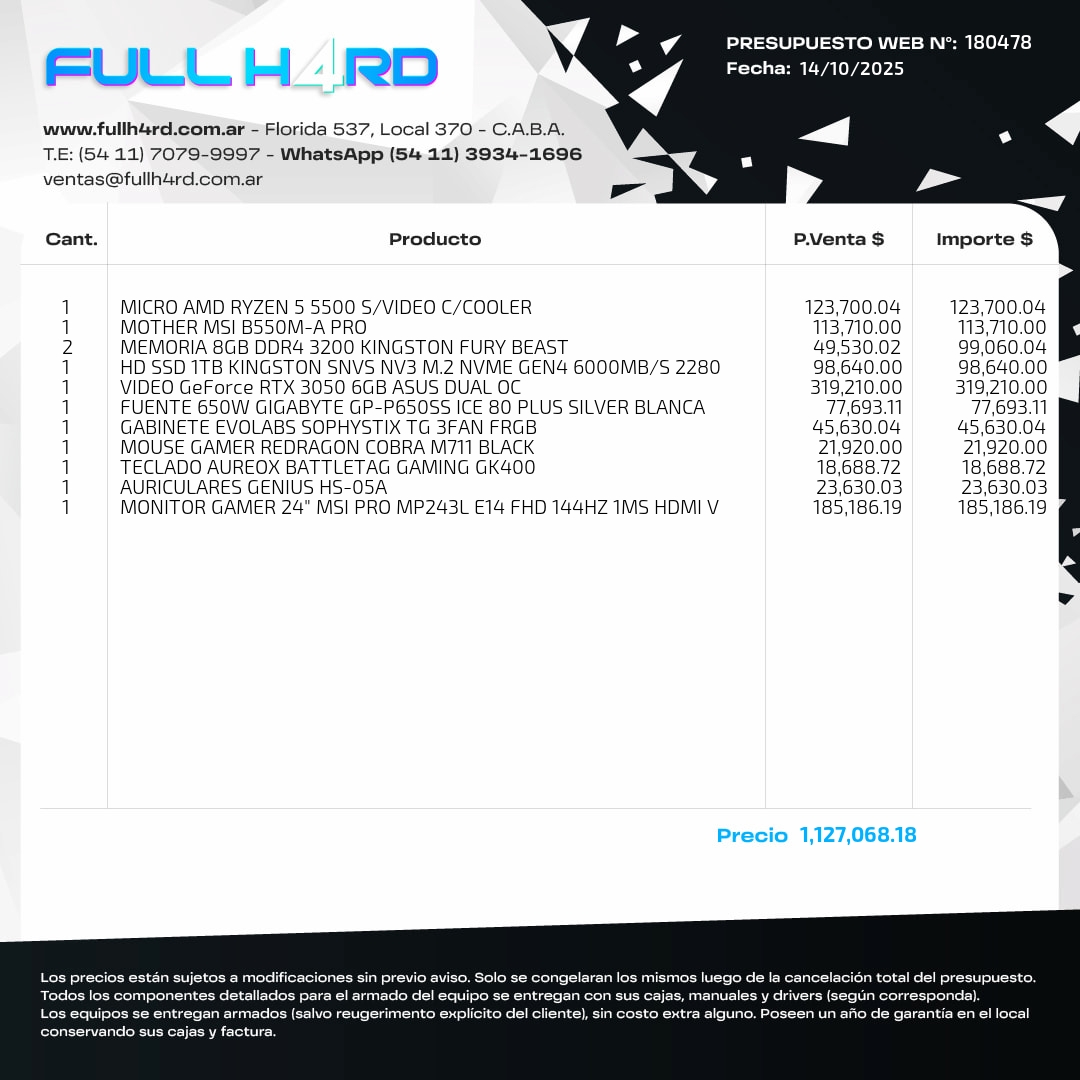 FULL H4RD
PRESUPUESTO WEB N°: 180478
Fecha: 14/10/2025
www.fullh4rd.com.ar - Florida 537, Local 370 - C.A.B.A.
T.E: (54 11) 7079-9997 - WhatsApp (54 11) 3934-1696
ventas@fullh4rd.com.ar
Cant. Producto P.Venta $ Importe $
1 MICRO AMD RYZEN 5 5500 S/VIDEO C/COOLER 123,700.04 123,700.04
1 MOTHER MSI B550M-A PRO 113,710.00 113,710.00
2 MEMORIA 8GB DDR4 3200 KINGSTON FURY BEAST 49,530.02 99,060.04
1 HD SSD 1TB KINGSTON SNVS NV3 M.2 NVME GEN4 6000MB/S 2280 98,640.00 98,640.00
1 VIDEO GeForce RTX 3050 6GB ASUS DUAL OC 319,210.00 319,210.00
1 FUENTE 650W GIGABYTE GP-P650SS ICE 80 PLUS SILVER BLANCA 77,693.11 77,693.11
1 GABINETE EVOLABS SOPHYSTIX TG 3FAN FRGB 45,630.04 45,630.04
1 MOUSE GAMER REDRAGON COBRA M711 BLACK 21,920.00 21,920.00
1 TECLADO AUREOX BATTLETAG GAMING GK400 18,688.72 18,688.72
1 AURICULARES GENIUS HS-05A 23,630.03 23,630.03
1 MONITOR GAMER 24" MSI PRO MP243L E14 FHD 144HZ 1MS HDMI V 185,186.19 185,186.19
Precio 1,127,068.18
Los precios están sujetos a modificaciones sin previo aviso. Solo se congelaran los mismos luego de la cancelación total del presupuesto.
Todos los componentes detallados para el armado del equipo se entregan con sus cajas, manuales y drivers (según corresponda).
Los equipos se entregan armados (salvo reugerimento explícito del cliente), sin costo extra alguno. Poseen un año de garantía en el local
conservando sus cajas y factura.